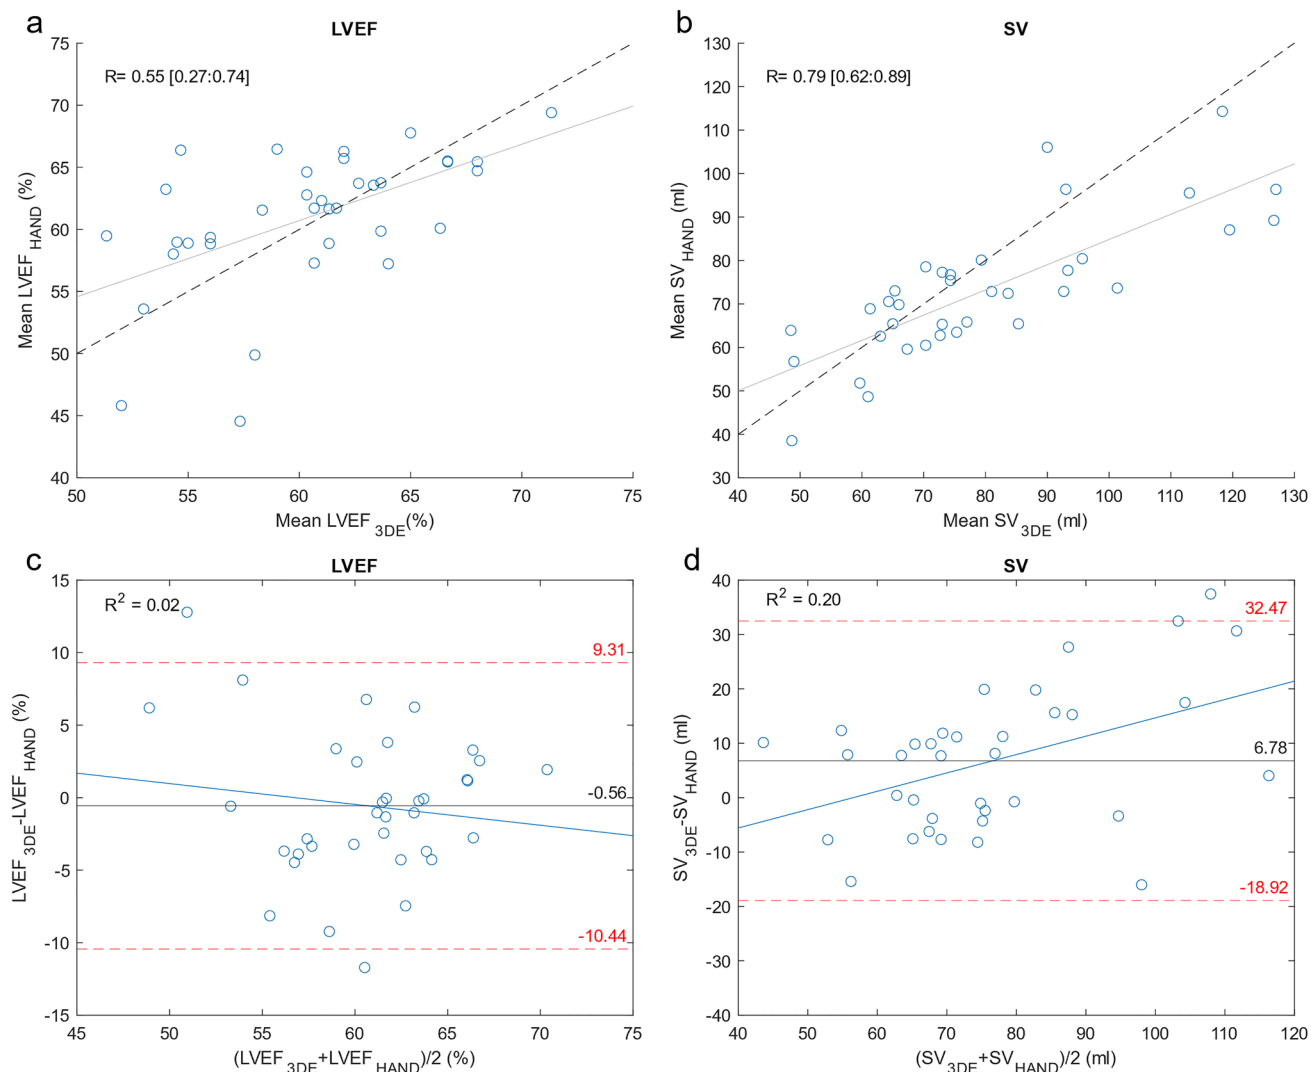 a
LVEF
R= 0.55 [0.27:0.74]
75
70
65
60
55
50
45
40
Mean LVEF HAND (%)
50 55 60 65 70 75
Mean LVEF 3DE(%)
b
SV
R= 0.79 [0.62:0.89]
130
120
110
100
90
80
70
60
50
40
30
Mean SV HAND (ml)
40 50 60 70 80 90 100 110 120 130
Mean SV 3DE (ml)
c
LVEF
R² = 0.02
15
10
5
0
-5
-10
-15
LVEF 3DE-LVEF HAND (%)
9.31
-0.56
-10.44
45 50 55 60 65 70 75
(LVEF 3DE+LVEF HAND)/2 (%)
d
SV
R² = 0.20
40
30
20
10
0
-10
-20
-30
-40
SV 3DE-SV HAND (ml)
32.47
6.78
-18.92
40 50 60 70 80 90 100 110 120
(SV 3DE+SV HAND)/2 (ml)